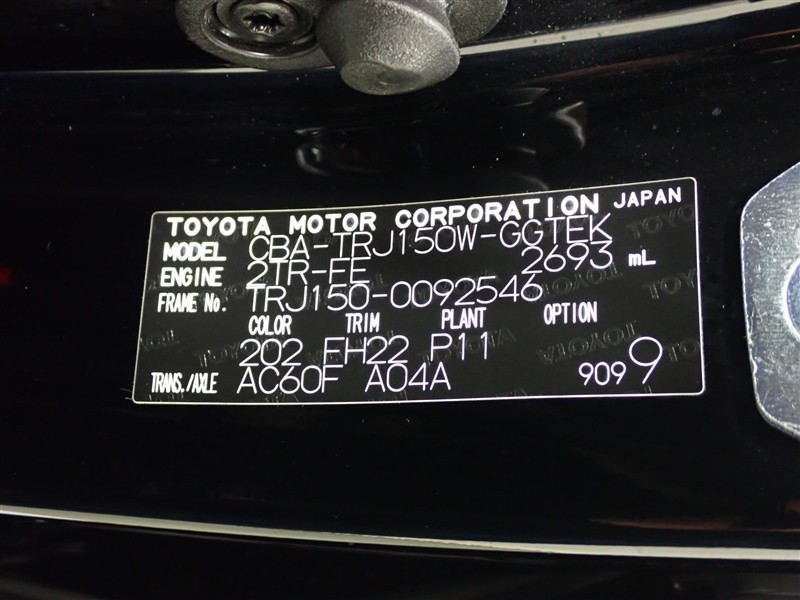 TOYOTA MOTOR CORPORATION JAPAN
MODEL CBA-TRJ150W-GGTEK
ENGINE 2TR-FE 2693 mL
FRAME No. TRJ150-0092546
COLOR TRIM PLANT OPTION
202 FH22 P11
TRANS./AXLE AC60F A04A 9099